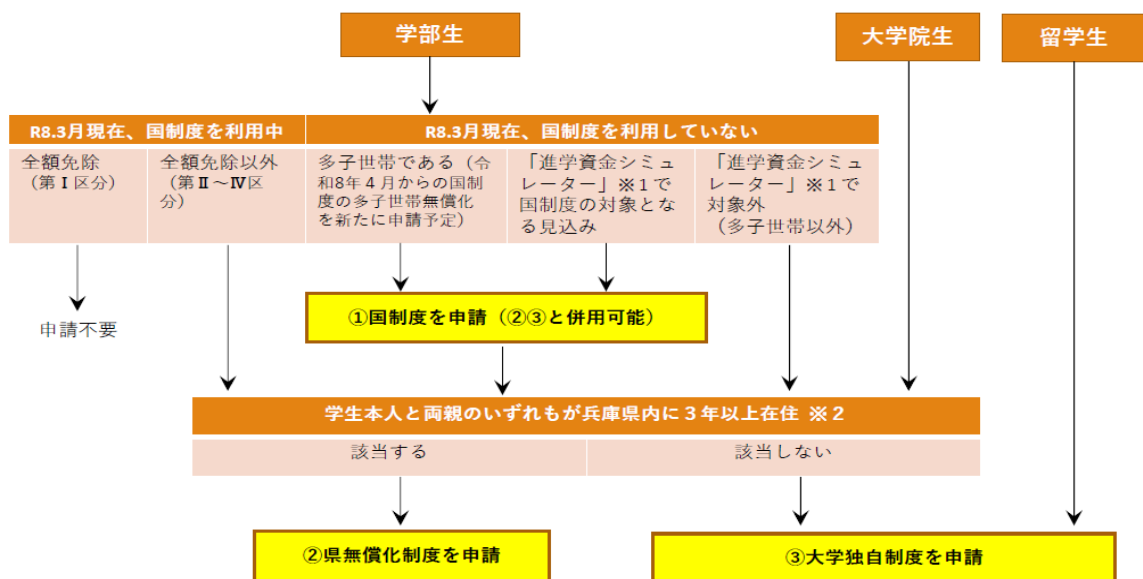 学部生
大学院生
留学生
R8.3月現在、国制度を利用中
R8.3月現在、国制度を利用していない
全額免除
(第Ⅰ区分)
全額免除以外
(第Ⅱ～Ⅳ区
分)
多子世帯である（令
和8年４月からの国制
度の多子世帯無償化
を新たに申請予定）
「進学資金シミュ
レーター」※１で
国制度の対象とな
る見込み
「進学資金シミュ
レーター」※１で
対象外
（多子世帯以外）
申請不要
①国制度を申請（②③と併用可能）
学生本人と両親のいずれもが兵庫県内に３年以上在住 ※２
該当する
該当しない
②県無償化制度を申請
③大学独自制度を申請